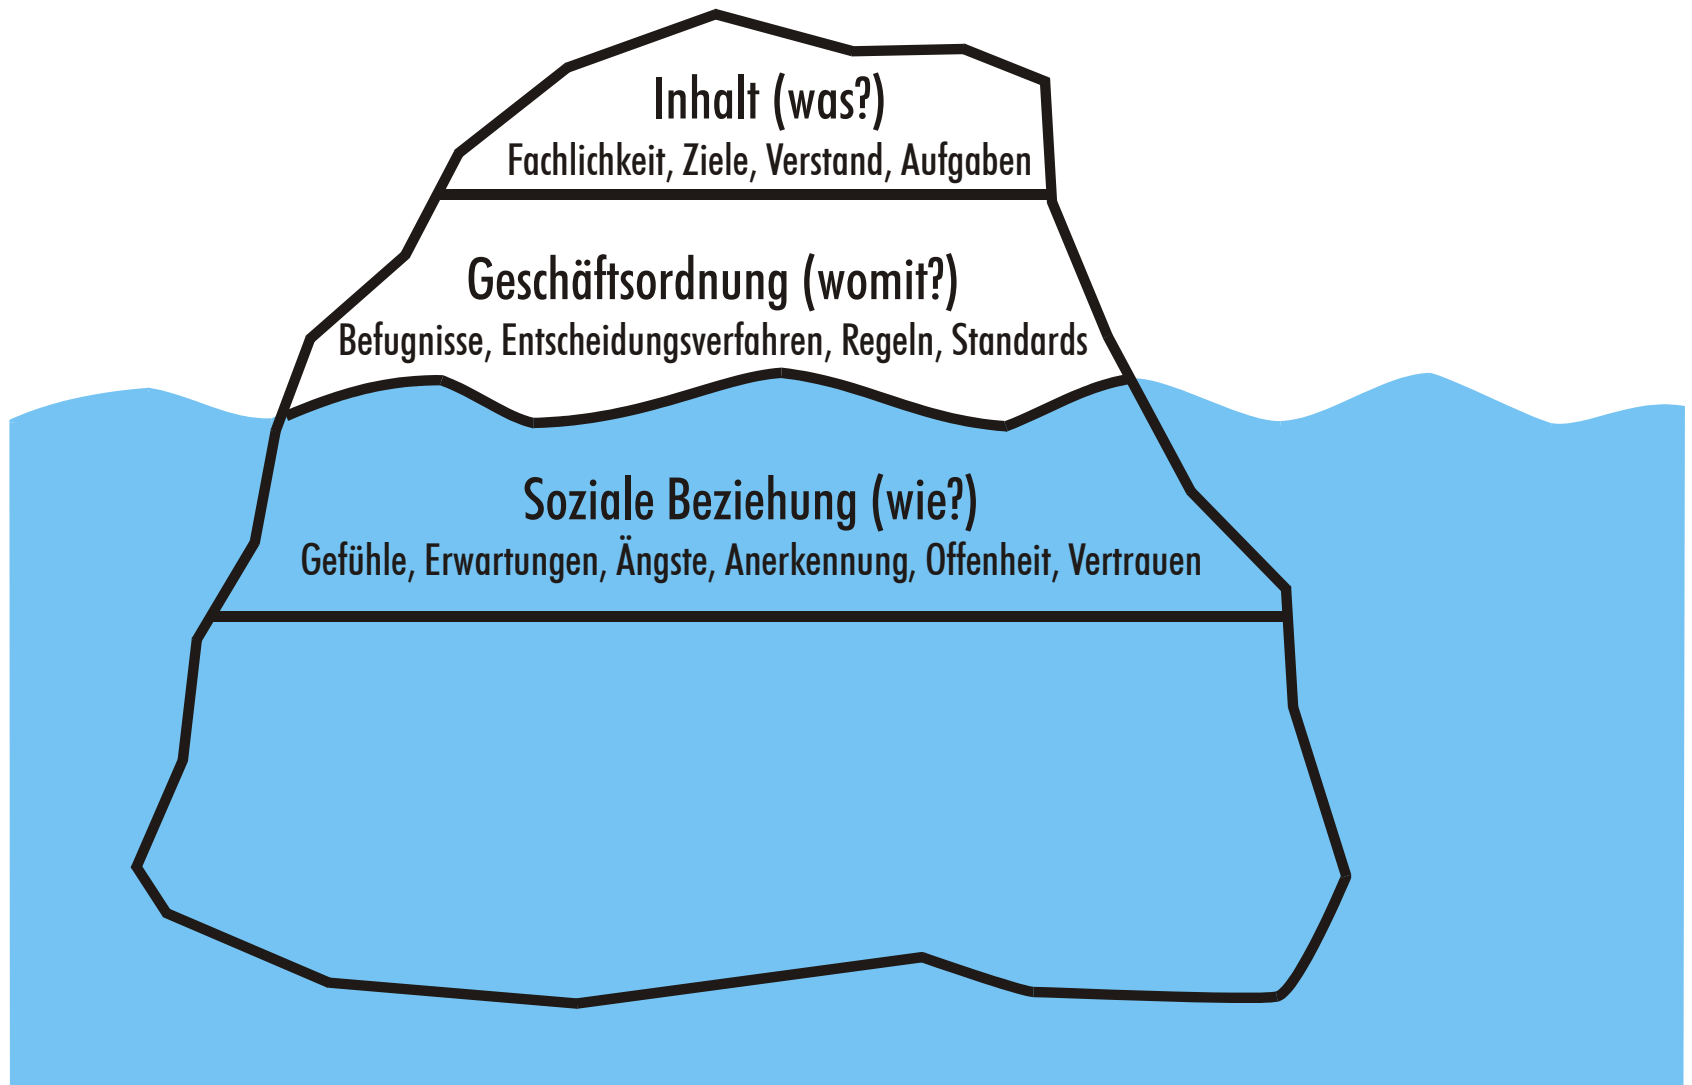 Inhalt (was?)
Fachlichkeit, Ziele, Verstand, Aufgaben
Geschäftsordnung (womit?)
Befugnisse, Entscheidungsverfahren, Regeln, Standards
Soziale Beziehung (wie?)
Gefühle, Erwartungen, Ängste, Anerkennung, Offenheit, Vertrauen